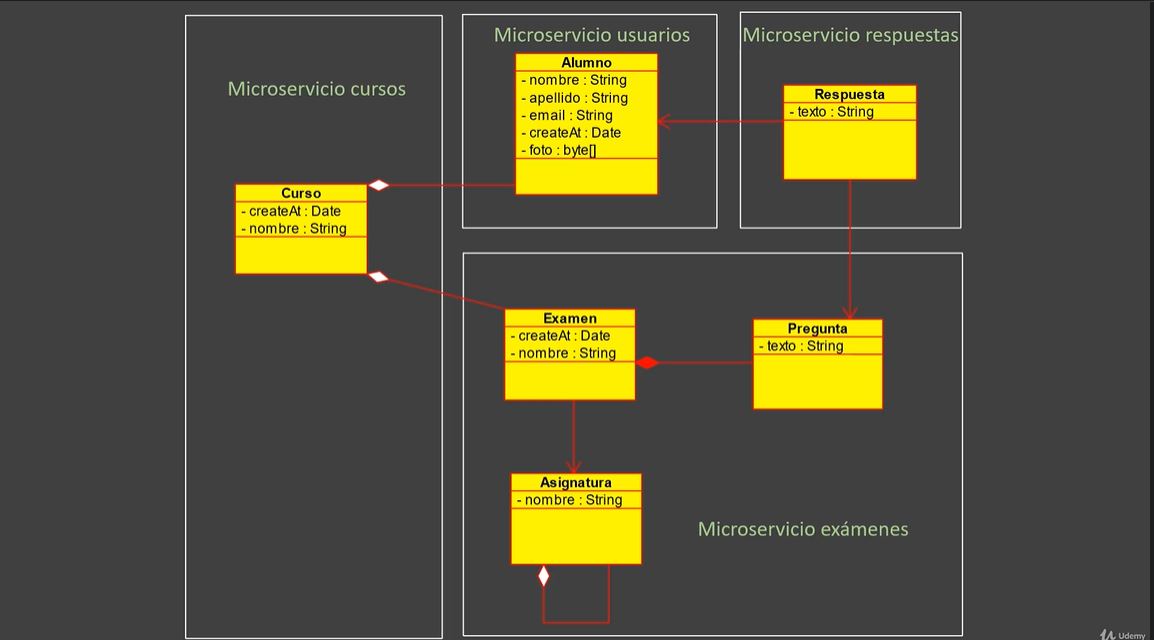 Microservicio cursos
Curso
- createAt : Date
- nombre : String
Microservicio usuarios
Alumno
- nombre : String
- apellido : String
- email : String
- createAt : Date
- foto : byte[]
Microservicio respuestas
Respuesta
- texto : String
Examen
- createAt : Date
- nombre : String
Pregunta
- texto : String
Asignatura
- nombre : String
Microservicio exámenes
Udemy